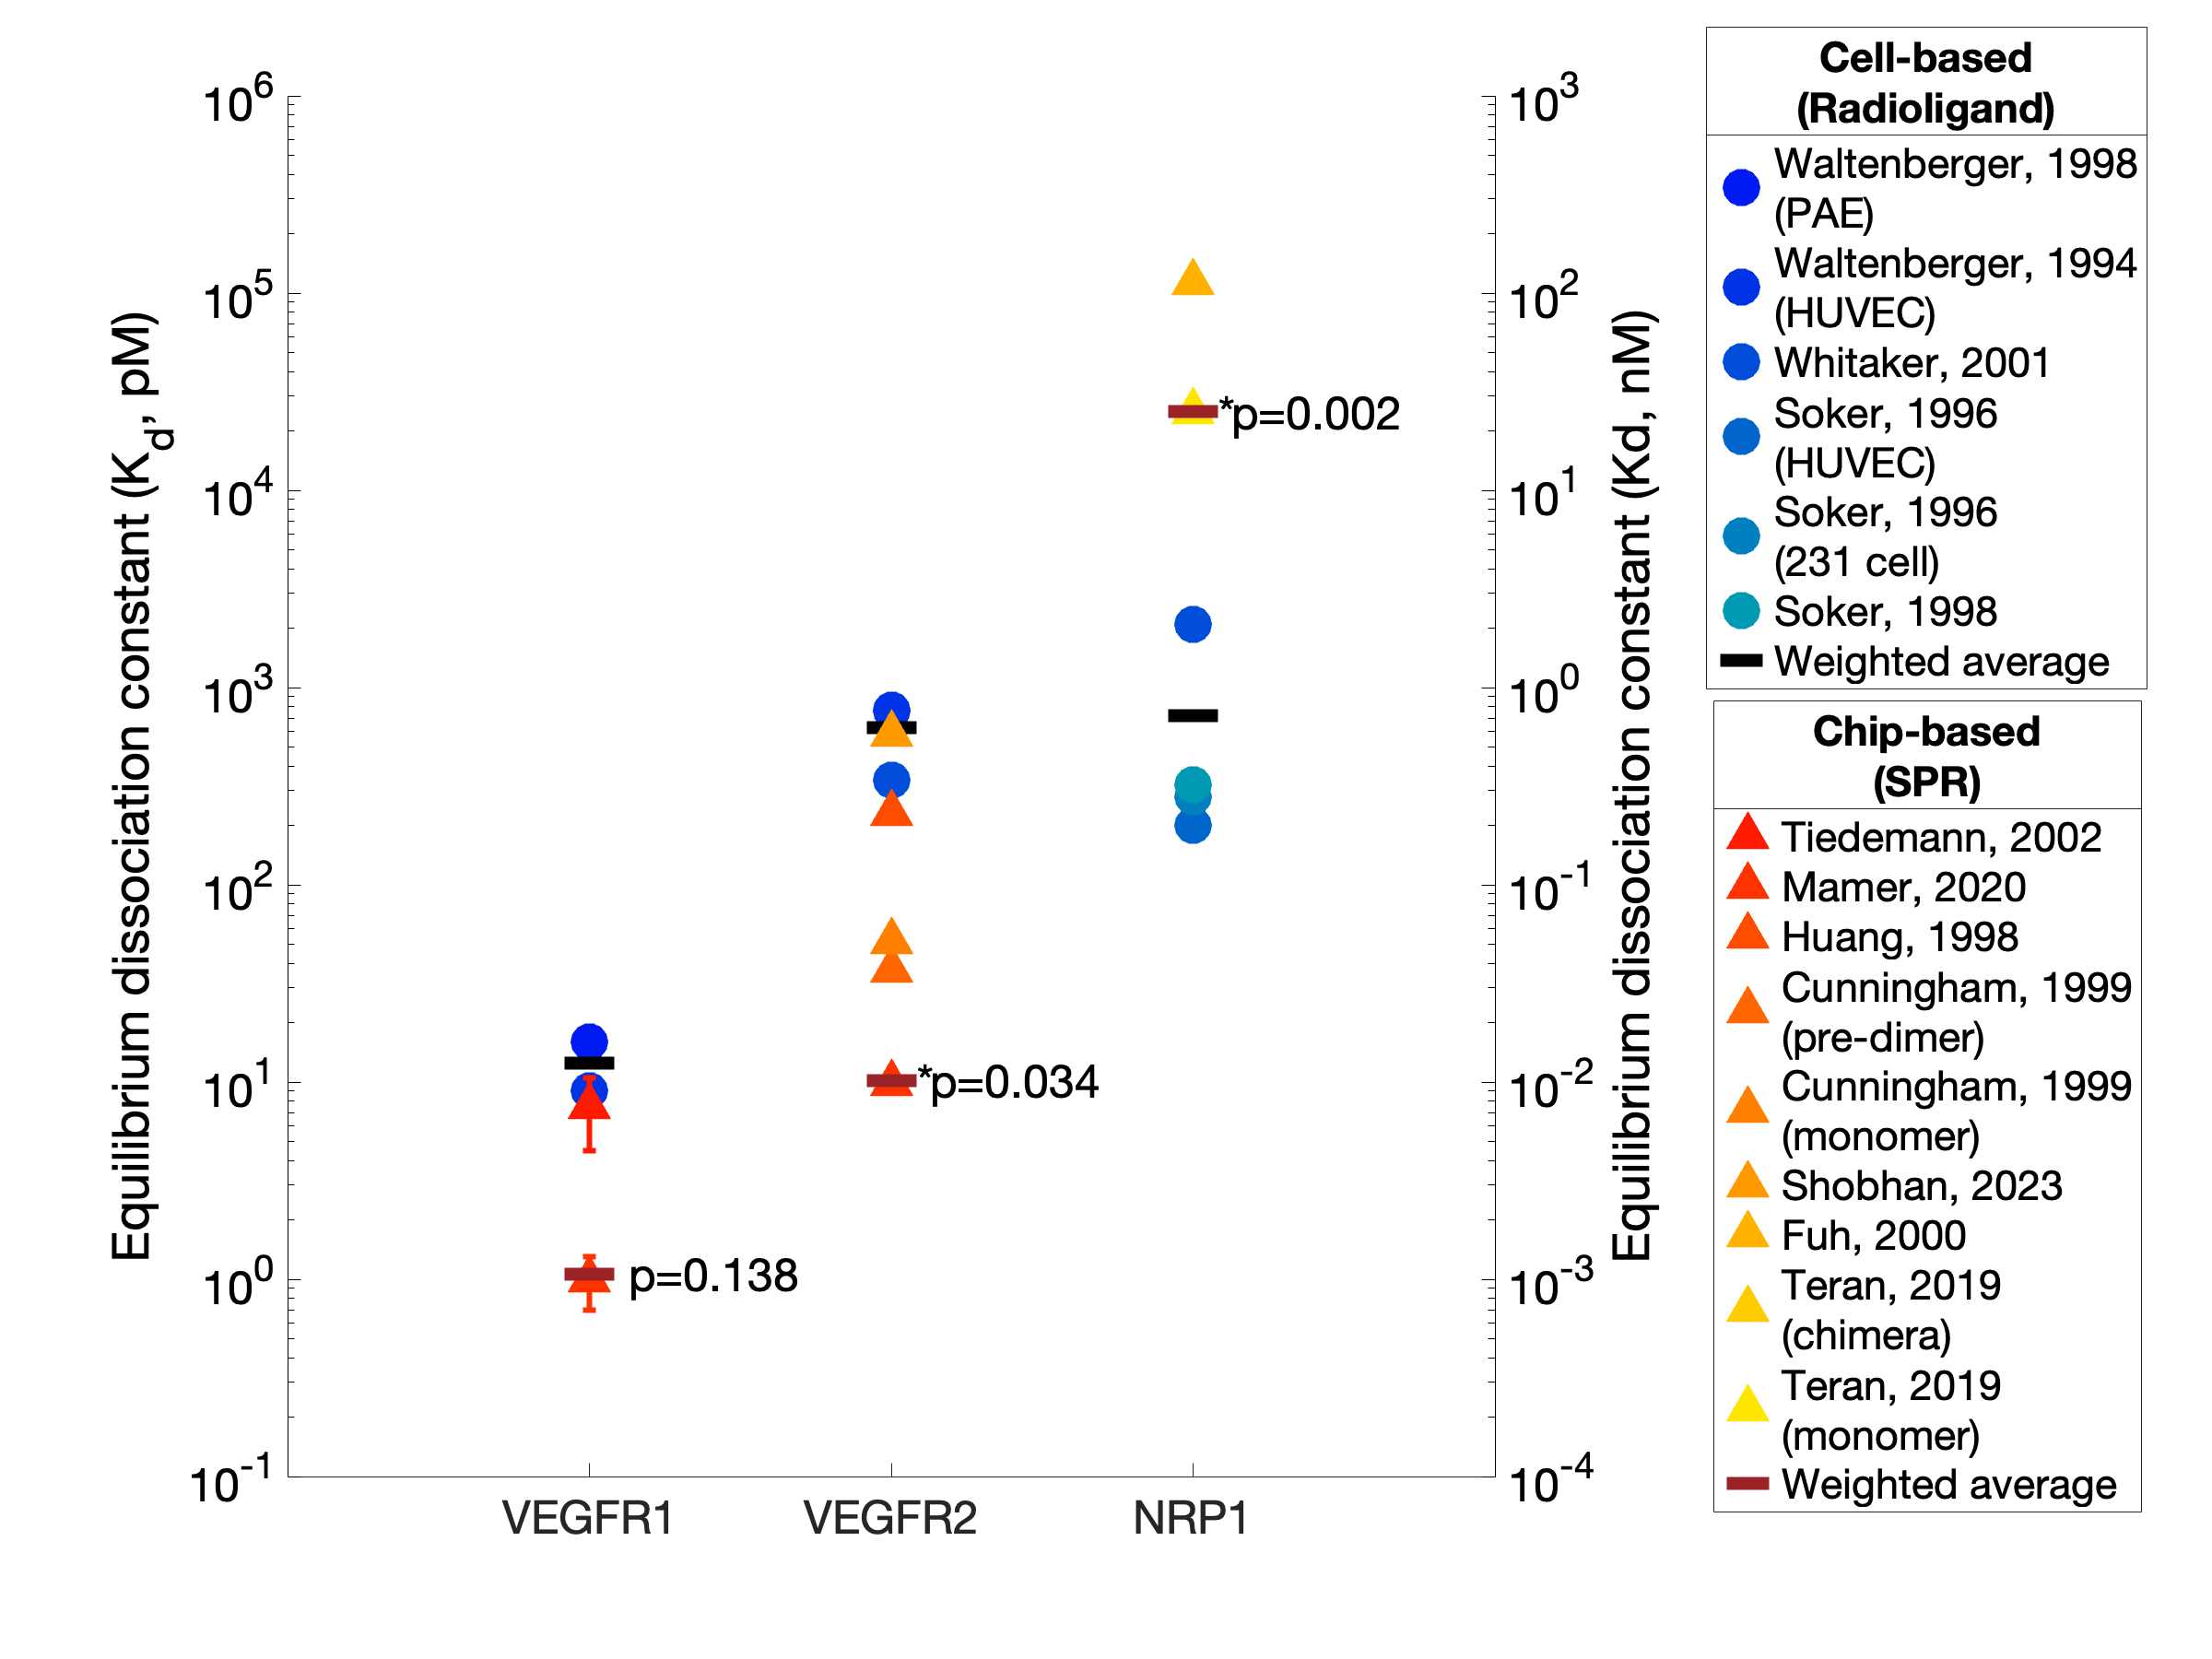 Equilibrium dissociation constant (K_d, pM)
10^6
10^5
10^4
10^3
10^2
10^1
10^0
10^-1
VEGFR1
VEGFR2
NRP1
p=0.138
*p=0.034
*p=0.002
10^3
10^2
10^1
10^0
10^-1
10^-2
10^-3
10^-4
Equilibrium dissociation constant (Kd, nM)
Cell-based
(Radioligand)
Waltenberger, 1998
(PAE)
Waltenberger, 1994
(HUVEC)
Whitaker, 2001
Soker, 1996
(HUVEC)
Soker, 1996
(231 cell)
Soker, 1998
Weighted average
Chip-based
(SPR)
Tiedemann, 2002
Mamer, 2020
Huang, 1998
Cunningham, 1999
(pre-dimer)
Cunningham, 1999
(monomer)
Shobhan, 2023
Fuh, 2000
Teran, 2019
(chimera)
Teran, 2019
(monomer)
Weighted average